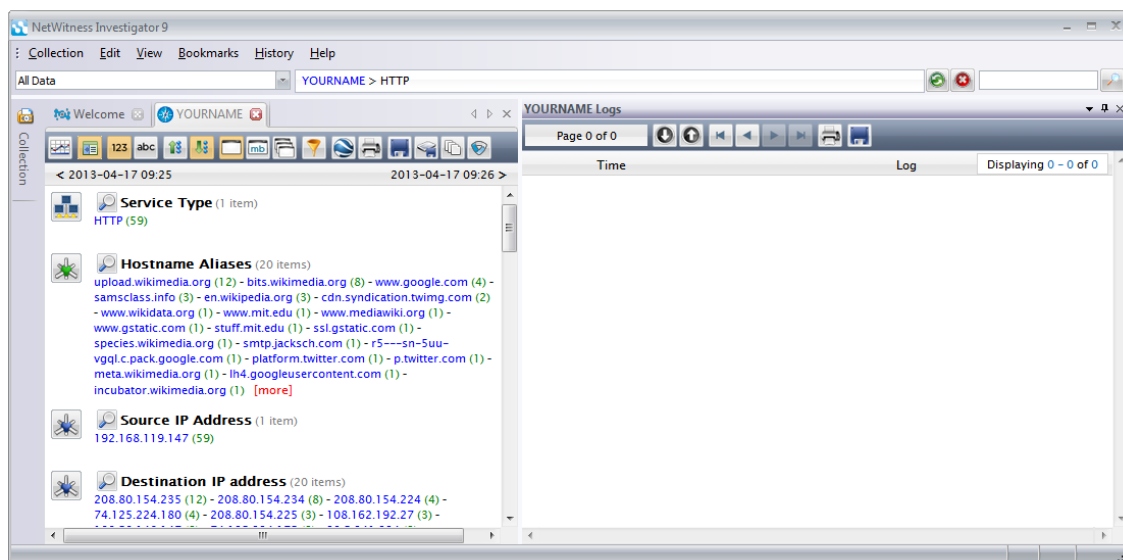 NetWitness Investigator 9
Collection Edit View Bookmarks History Help
All Data
YOURNAME > HTTP
Collection
Welcome
YOURNAME
123
abc
mb
< 2013-04-17 09:25
2013-04-17 09:26 >
Service Type (1 item)
HTTP (59)
Hostname Aliases (20 items)
upload.wikimedia.org (12) - bits.wikimedia.org (8) - www.google.com (4) -
samsclass.info (3) - en.wikipedia.org (3) - cdn.syndication.twimg.com (2)
- www.wikidata.org (1) - www.mit.edu (1) - www.mediawiki.org (1) -
www.gstatic.com (1) - stuff.mit.edu (1) - ssl.gstatic.com (1) -
species.wikimedia.org (1) - smtp.jacksch.com (1) - r5---sn-5uu-
vgql.c.pack.google.com (1) - platform.twitter.com (1) - p.twitter.com (1) -
meta.wikimedia.org (1) - lh4.googleusercontent.com (1) -
incubator.wikimedia.org (1) [more]
Source IP Address (1 item)
192.168.119.147 (59)
Destination IP address (20 items)
208.80.154.235 (12) - 208.80.154.234 (8) - 208.80.154.224 (4) -
74.125.224.180 (4) - 208.80.154.225 (3) - 108.162.192.27 (3) -
YOURNAME Logs
Page 0 of 0
Time
Log
Displaying 0 - 0 of 0